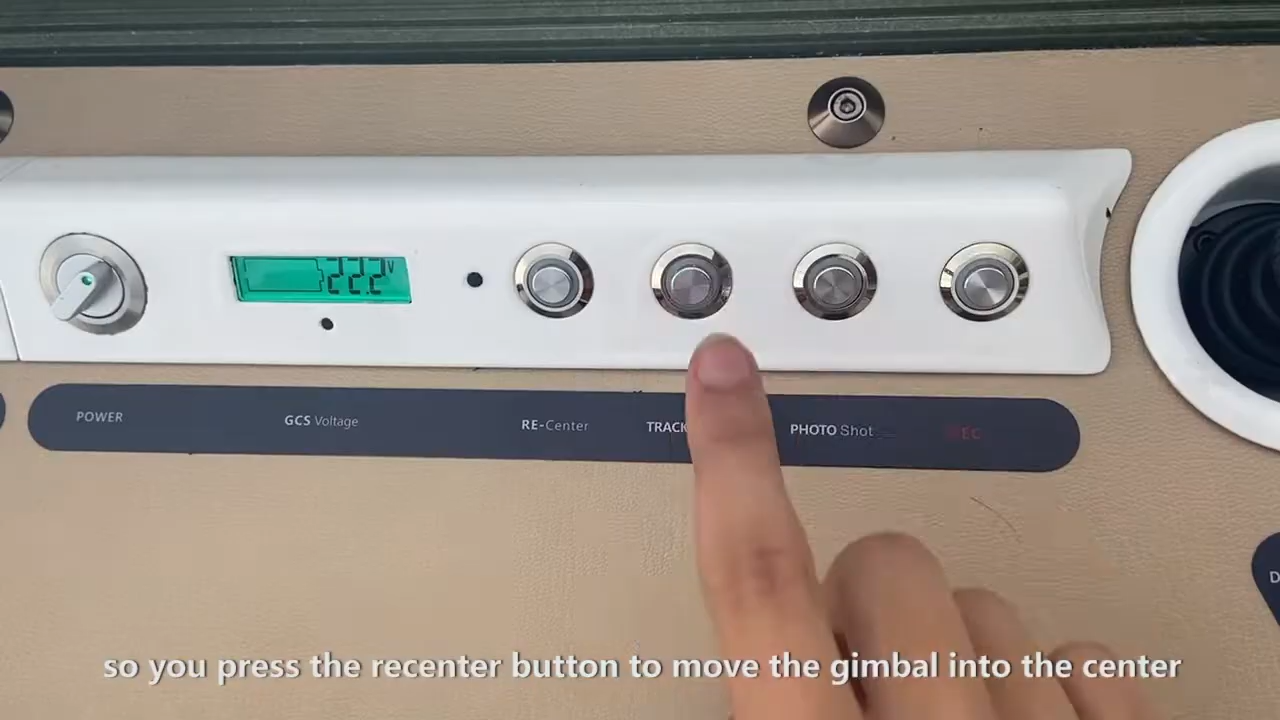 22.2V
POWER
GCS Voltage
RE-Center
TRACK
PHOTO Shot
REC
D
so you press the recenter button to move the gimbal into the center